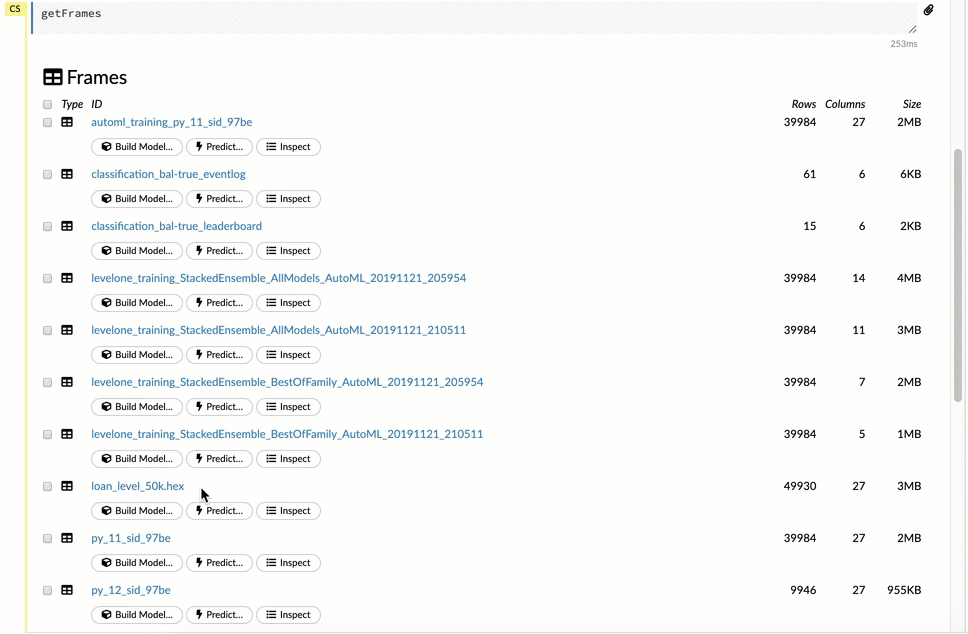 CS
getFrames
253ms
Frames
Type ID Rows Columns Size
automl_training_py_11_sid_97be 39984 27 2MB
Build Model... Predict... Inspect
classification_bal-true_eventlog 61 6 6KB
Build Model... Predict... Inspect
classification_bal-true_leaderboard 15 6 2KB
Build Model... Predict... Inspect
levelone_training_StackedEnsemble_AllModels_AutoML_20191121_205954 39984 14 4MB
Build Model... Predict... Inspect
levelone_training_StackedEnsemble_AllModels_AutoML_20191121_210511 39984 11 3MB
Build Model... Predict... Inspect
levelone_training_StackedEnsemble_BestOfFamily_AutoML_20191121_205954 39984 7 2MB
Build Model... Predict... Inspect
levelone_training_StackedEnsemble_BestOfFamily_AutoML_20191121_210511 39984 5 1MB
Build Model... Predict... Inspect
loan_level_50k.hex 49930 27 3MB
Build Model... Predict... Inspect
py_11_sid_97be 39984 27 2MB
Build Model... Predict... Inspect
py_12_sid_97be 9946 27 955KB
Build Model... Predict... Inspect